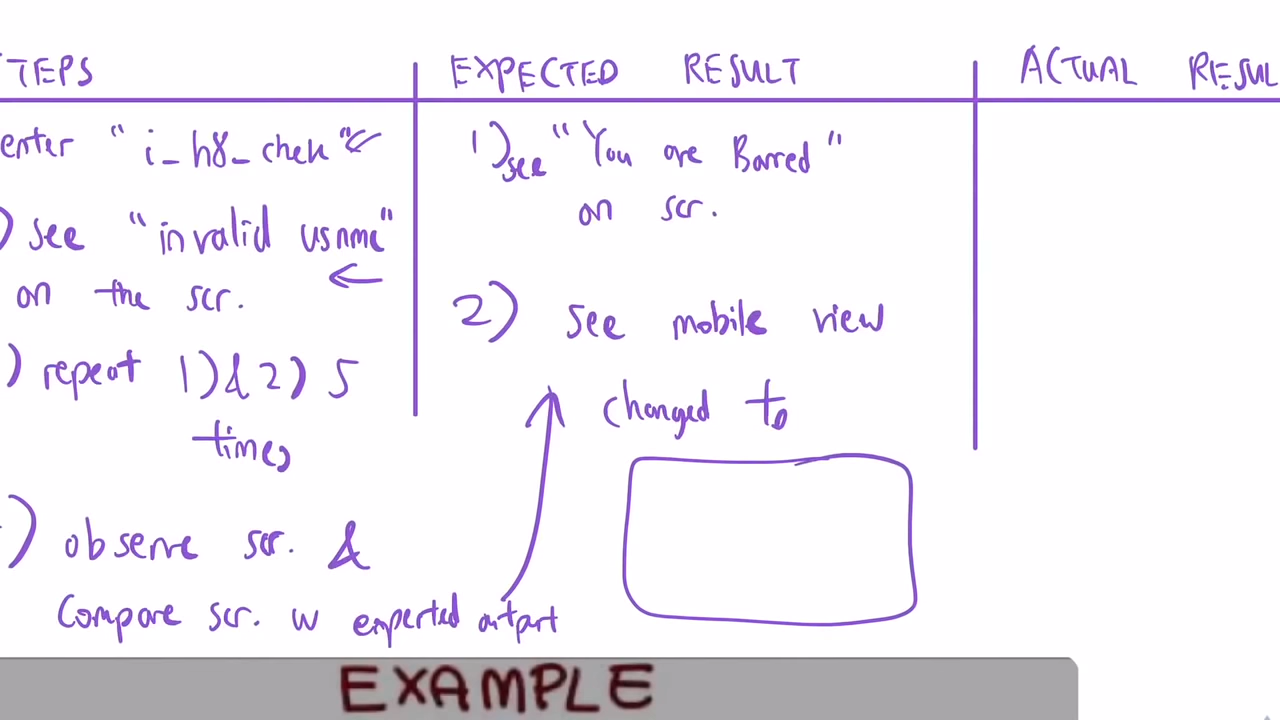 TEPS
enter "i_h8_chek"
) see "invalid usnme"
on the scr.
) repeat 1) & 2) 5
times
) observe scr. &
compare scr. w expected output
EXPECTED RESULT
1) see "You are Barred"
on scr.
2) see mobile view
changed to
ACTUAL RESUL
EXAMPLE